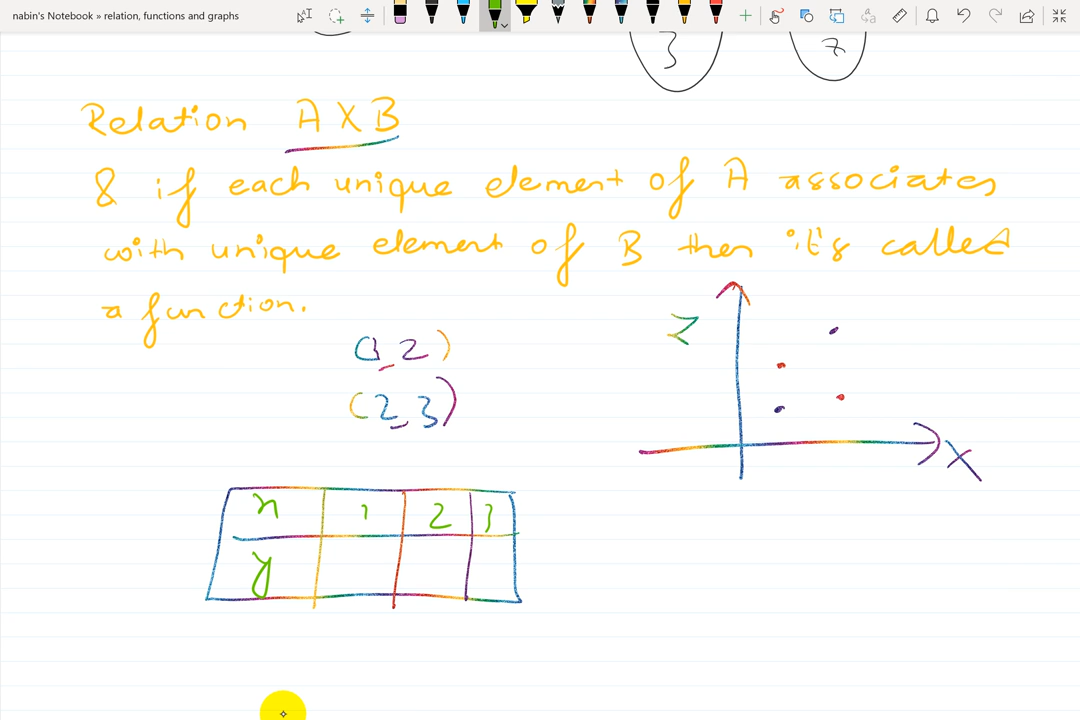 nabin's Notebook » relation, functions and graphs
3
7
Relation A X B
& if each unique element of A associates
with unique element of B then it's called
a function.
(1, 2)
(2, 3)
X
x 1 2 3
y